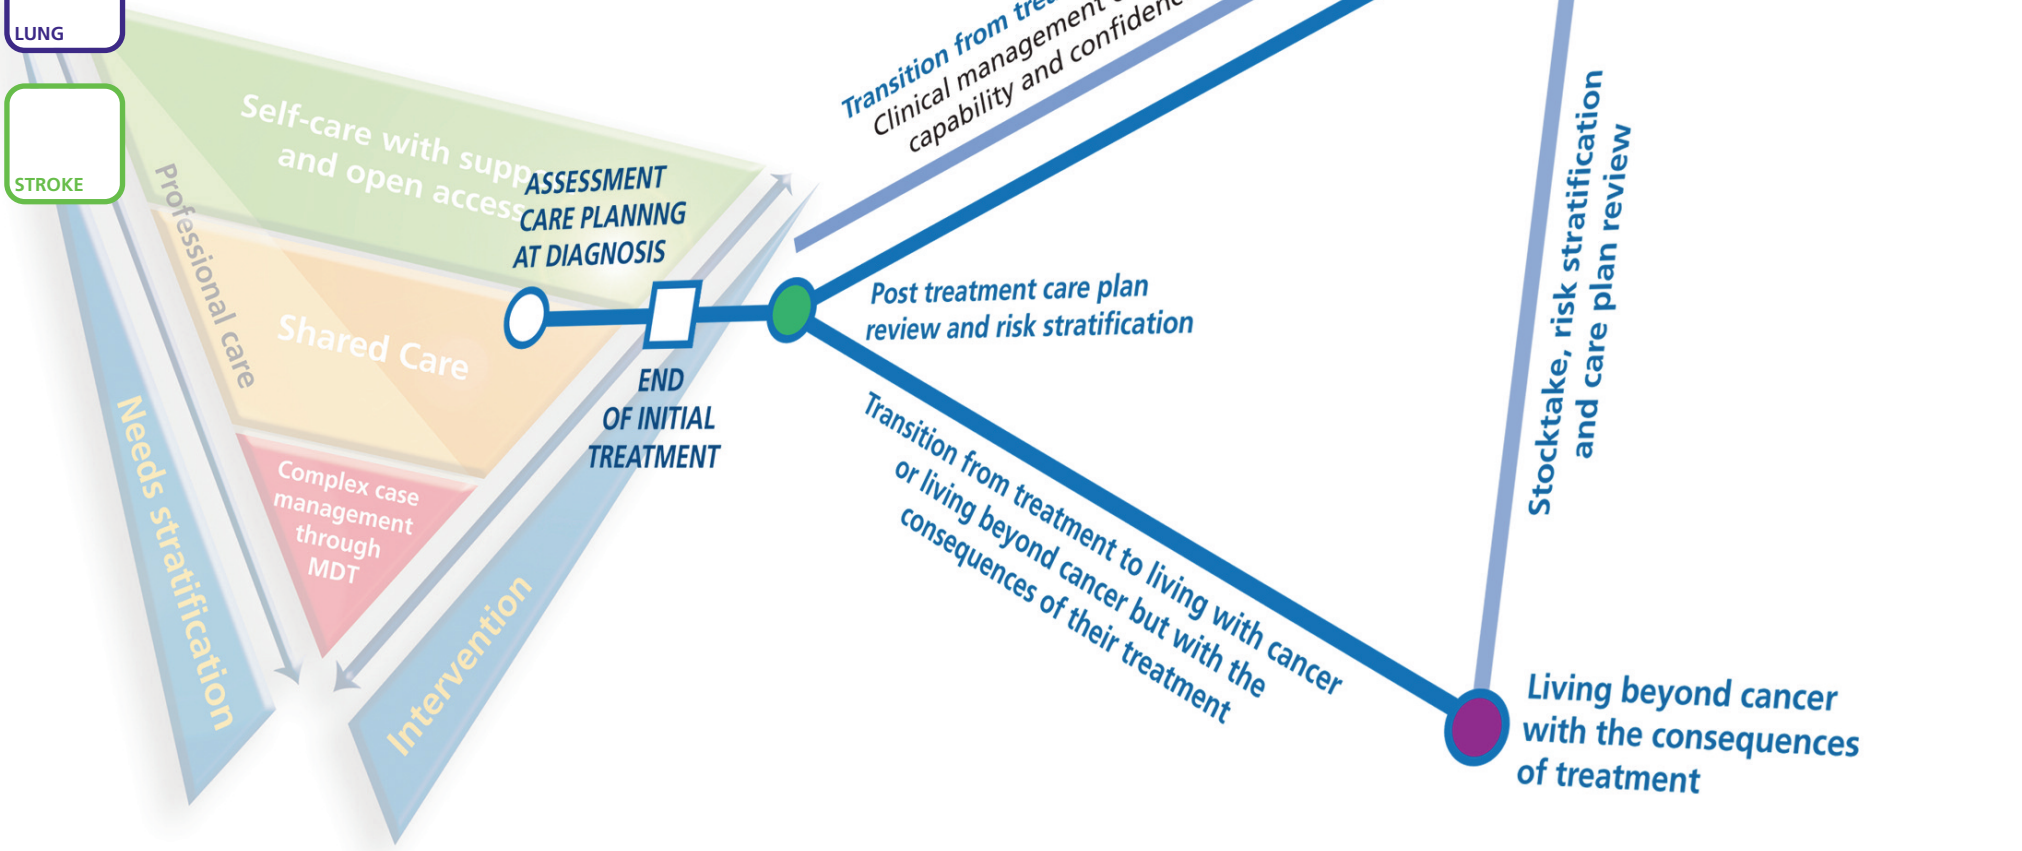 LUNG
STROKE
Self-care with supp
and open access
Professional care
Shared Care
Complex case
management
through
MDT
Needs stratification
Intervention
ASSESSMENT
CARE PLANNNG
AT DIAGNOSIS
END
OF INITIAL
TREATMENT
Transition from
Clinical management
capability and
Post treatment care plan
review and risk stratification
Transition from treatment to living with cancer
or living beyond cancer but with the
consequences of their treatment
Stocktake, risk stratification
and care plan review
Living beyond cancer
with the consequences
of treatment